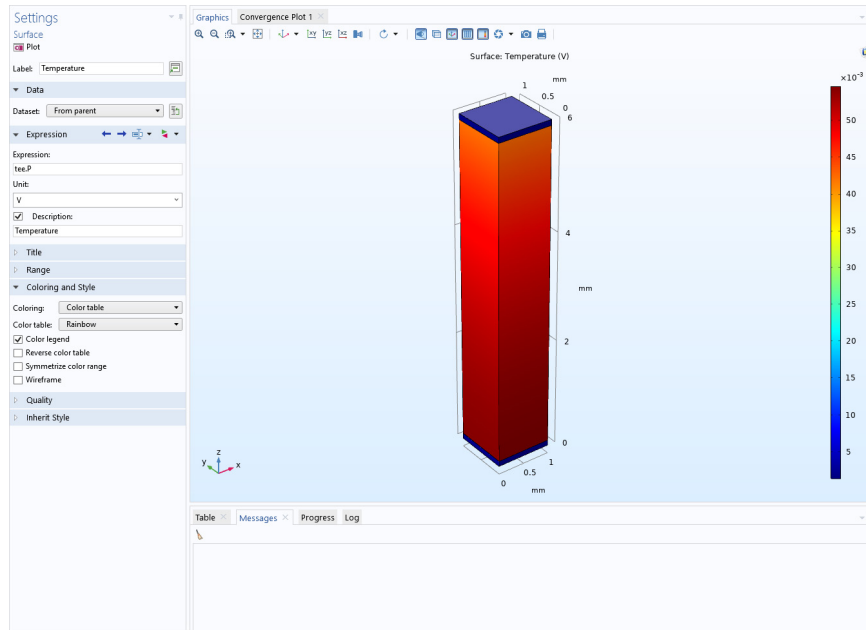 Settings
Surface
Plot
Label: Temperature
Data
Dataset: From parent
Expression
Expression:
tee.P
Unit:
V
Description:
Temperature
Title
Range
Coloring and Style
Coloring: Color table
Color table: Rainbow
Color legend
Reverse color table
Symmetrize color range
Wireframe
Quality
Inherit Style
Graphics Convergence Plot 1
xy yz xz
Surface: Temperature (V)
mm
1
0.5
0
6
4
mm
2
0
1
0.5
0
mm
z
y
x
×10⁻³
50
45
40
35
30
25
20
15
10
5
Table Messages Progress Log